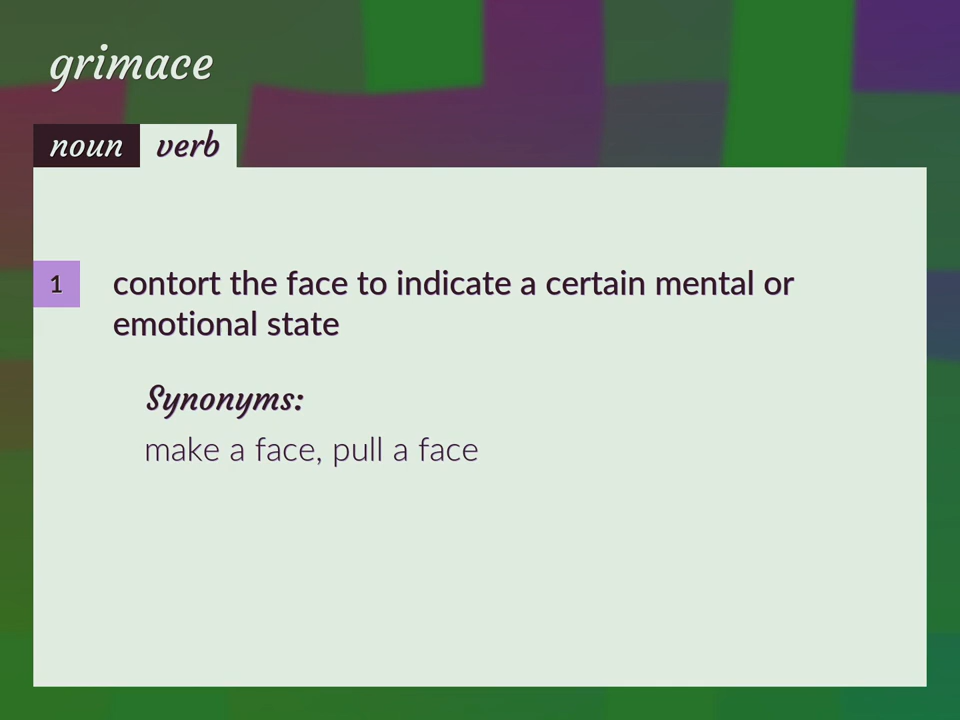 grimace
noun verb
1 contort the face to indicate a certain mental or
emotional state
Synonyms:
make a face, pull a face